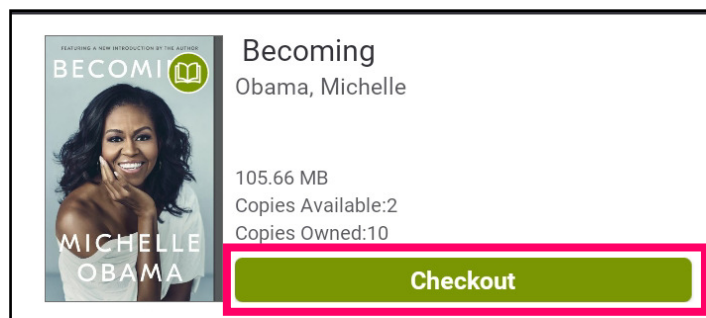 FEATURING A NEW INTRODUCTION BY THE AUTHOR
BECOMI
MICHELLE
OBAMA
Becoming
Obama, Michelle
105.66 MB
Copies Available:2
Copies Owned:10
Checkout